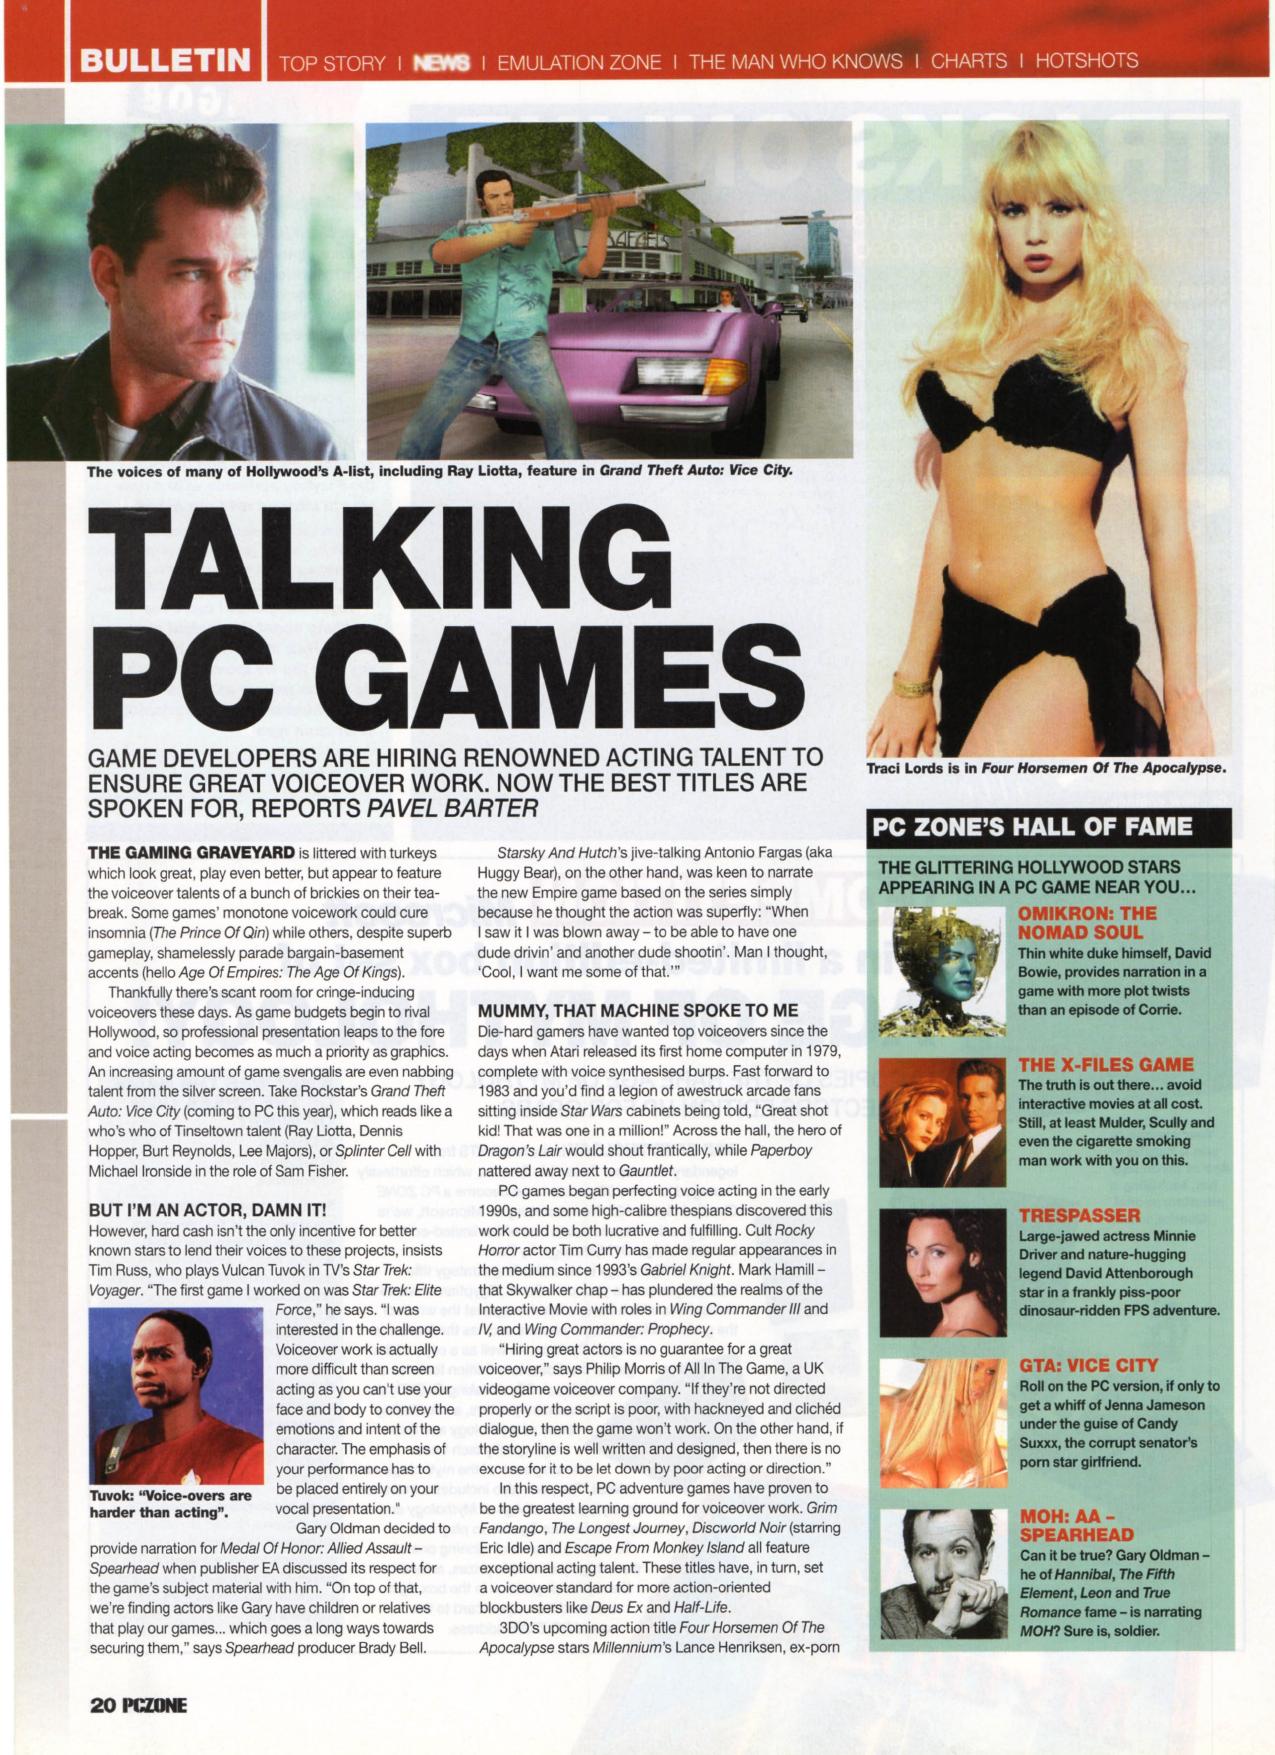 BULLETIN
TOP STORY | NEWS | EMULATION ZONE | THE MAN WHO KNOWS | CHARTS | HOTSHOTS
The voices of many of Hollywood's A-list, including Ray Liotta, feature in Grand Theft Auto: Vice City.
TALKING
PC GAMES
GAME DEVELOPERS ARE HIRING RENOWNED ACTING TALENT TO
ENSURE GREAT VOICEOVER WORK. NOW THE BEST TITLES ARE
SPOKEN FOR, REPORTS PAVEL BARTER
THE GAMING GRAVEYARD is littered with turkeys
which look great, play even better, but appear to feature
the voiceover talents of a bunch of brickies on their tea-
break. Some games' monotone voicework could cure
insomnia (The Prince Of Qin) while others, despite superb
gameplay, shamelessly parade bargain-basement
accents (hello Age Of Empires: The Age Of Kings).
Thankfully there's scant room for cringe-inducing
voiceovers these days. As game budgets begin to rival
Hollywood, so professional presentation leaps to the fore
and voice acting becomes as much a priority as graphics.
An increasing amount of game svengalis are even nabbing
talent from the silver screen. Take Rockstar's Grand Theft
Auto: Vice City (coming to PC this year), which reads like a
who's who of Tinseltown talent (Ray Liotta, Dennis
Hopper, Burt Reynolds, Lee Majors), or Splinter Cell with
Michael Ironside in the role of Sam Fisher.
BUT I'M AN ACTOR, DAMN IT!
However, hard cash isn't the only incentive for better
known stars to lend their voices to these projects, insists
Tim Russ, who plays Vulcan Tuvok in TV's Star Trek:
Voyager. "The first game I worked on was Star Trek: Elite
Force," he says. "I was
interested in the challenge.
Voiceover work is actually
more difficult than screen
acting as you can't use your
face and body to convey the
emotions and intent of the
character. The emphasis of
your performance has to
be placed entirely on your
vocal presentation."
Tuvok: "Voice-overs are
harder than acting".
Gary Oldman decided to
provide narration for Medal Of Honor: Allied Assault –
Spearhead when publisher EA discussed its respect for
the game's subject material with him. "On top of that,
we're finding actors like Gary have children or relatives
that play our games... which goes a long ways towards
securing them," says Spearhead producer Brady Bell.
Starsky And Hutch's jive-talking Antonio Fargas (aka
Huggy Bear), on the other hand, was keen to narrate
the new Empire game based on the series simply
because he thought the action was superfly: "When
I saw it I was blown away – to be able to have one
dude drivin' and another dude shootin'. Man I thought,
'Cool, I want me some of that.'"
MUMMY, THAT MACHINE SPOKE TO ME
Die-hard gamers have wanted top voiceovers since the
days when Atari released its first home computer in 1979,
complete with voice synthesised burps. Fast forward to
1983 and you'd find a legion of awestruck arcade fans
sitting inside Star Wars cabinets being told, "Great shot
kid! That was one in a million!" Across the hall, the hero of
Dragon's Lair would shout frantically, while Paperboy
nattered away next to Gauntlet.
PC games began perfecting voice acting in the early
1990s, and some high-calibre thespians discovered this
work could be both lucrative and fulfilling. Cult Rocky
Horror actor Tim Curry has made regular appearances in
the medium since 1993's Gabriel Knight. Mark Hamill –
that Skywalker chap – has plundered the realms of the
Interactive Movie with roles in Wing Commander III and
IV, and Wing Commander: Prophecy.
"Hiring great actors is no guarantee for a great
voiceover," says Philip Morris of All In The Game, a UK
videogame voiceover company. "If they're not directed
properly or the script is poor, with hackneyed and clichéd
dialogue, then the game won't work. On the other hand, if
the storyline is well written and designed, then there is no
excuse for it to be let down by poor acting or direction."
In this respect, PC adventure games have proven to
be the greatest learning ground for voiceover work. Grim
Fandango, The Longest Journey, Discworld Noir (starring
Eric Idle) and Escape From Monkey Island all feature
exceptional acting talent. These titles have, in turn, set
a voiceover standard for more action-oriented
blockbusters like Deus Ex and Half-Life.
3DO's upcoming action title Four Horsemen Of The
Apocalypse stars Millennium's Lance Henriksen, ex-porn
Traci Lords is in Four Horsemen Of The Apocalypse.
PC ZONE'S HALL OF FAME
THE GLITTERING HOLLYWOOD STARS
APPEARING IN A PC GAME NEAR YOU...
OMIKRON: THE
NOMAD SOUL
Thin white duke himself, David
Bowie, provides narration in a
game with more plot twists
than an episode of Corrie.
THE X-FILES GAME
The truth is out there... avoid
interactive movies at all cost.
Still, at least Mulder, Scully and
even the cigarette smoking
man work with you on this.
TRESPASSER
Large-jawed actress Minnie
Driver and nature-hugging
legend David Attenborough
star in a frankly piss-poor
dinosaur-ridden FPS adventure.
GTA: VICE CITY
Roll on the PC version, if only to
get a whiff of Jenna Jameson
under the guise of Candy
Suxxx, the corrupt senator's
porn star girlfriend.
MOH: AA –
SPEARHEAD
Can it be true? Gary Oldman –
he of Hannibal, The Fifth
Element, Leon and True
Romance fame – is narrating
MOH? Sure is, soldier.
20 PCZONE